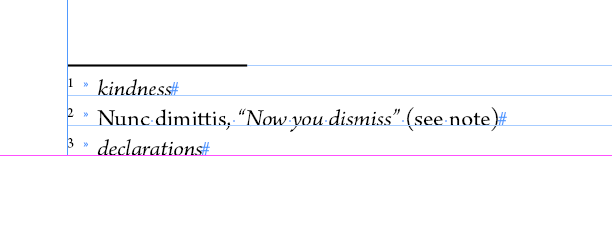 1 » kindness#
2 » Nunc dimittis, “Now you dismiss” (see note)#
3 » declarations#